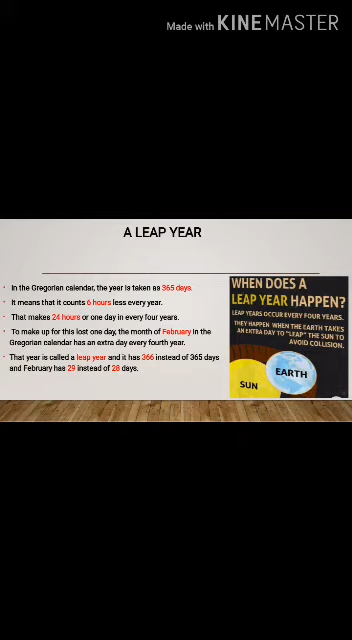 Made with KINEMASTER
A LEAP YEAR
• In the Gregorian calendar, the year is taken as 365 days.
• It means that it counts 6 hours less every year.
• That makes 24 hours or one day in every four years.
• To make up for this lost one day, the month of February in the
Gregorian calendar has an extra day every fourth year.
• That year is called a leap year and it has 366 instead of 365 days
and February has 29 instead of 28 days.
WHEN DOES A
LEAP YEAR HAPPEN?
LEAP YEARS OCCUR EVERY FOUR YEARS.
THEY HAPPEN WHEN THE EARTH TAKES
AN EXTRA DAY TO "LEAP" THE SUN TO
AVOID COLLISION.
EARTH
SUN